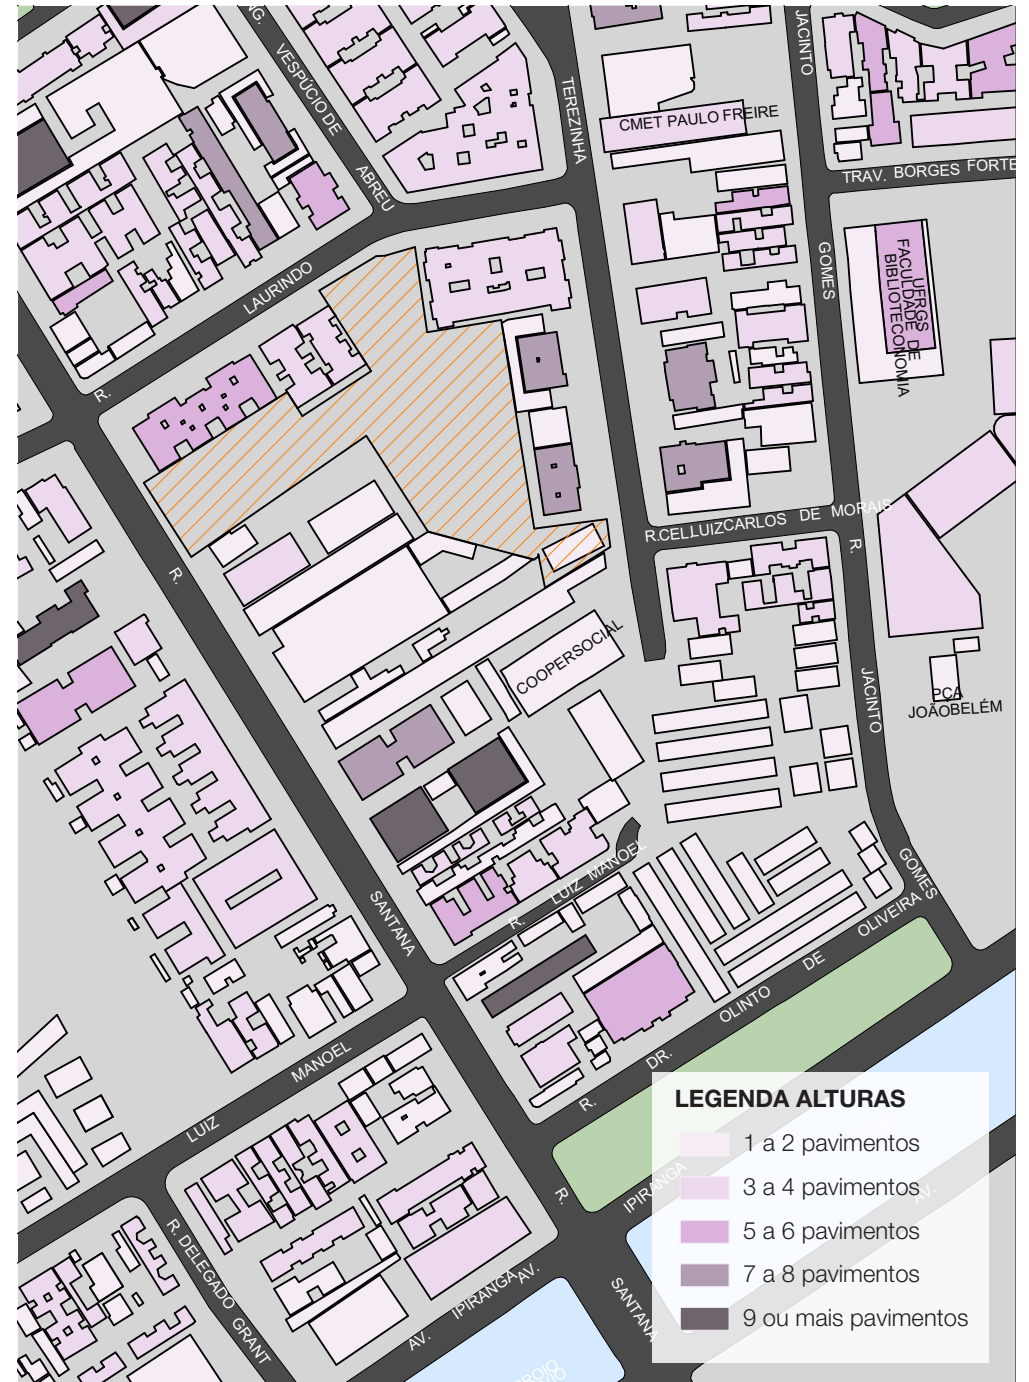 NG.
VESPÚCIO DE
ABREU
TEREZINHA
JACINTO
CMET PAULO FREIRE
TRAV. BORGES FORTE
GOMES
UFRGS
FACULDADE DE
BIBLIOTECONOMIA
LAURINDO
R.
R.CELLUIZCARLOS DE MORAIS
R.
R.
COOPERSOCIAL
JACINTO
PCA
JOÃOBELÉM
SANTANA
R. LUIZ MANOEL
GOMES
R. DR. OLINTO DE OLIVEIRA
LUIZ MANOEL
R. DELEGADO GRANT
R.
SANTANA
IPIRANGA AV.
AV. IPIRANGA AV.
LEGENDA ALTURAS
1 a 2 pavimentos
3 a 4 pavimentos
5 a 6 pavimentos
7 a 8 pavimentos
9 ou mais pavimentos